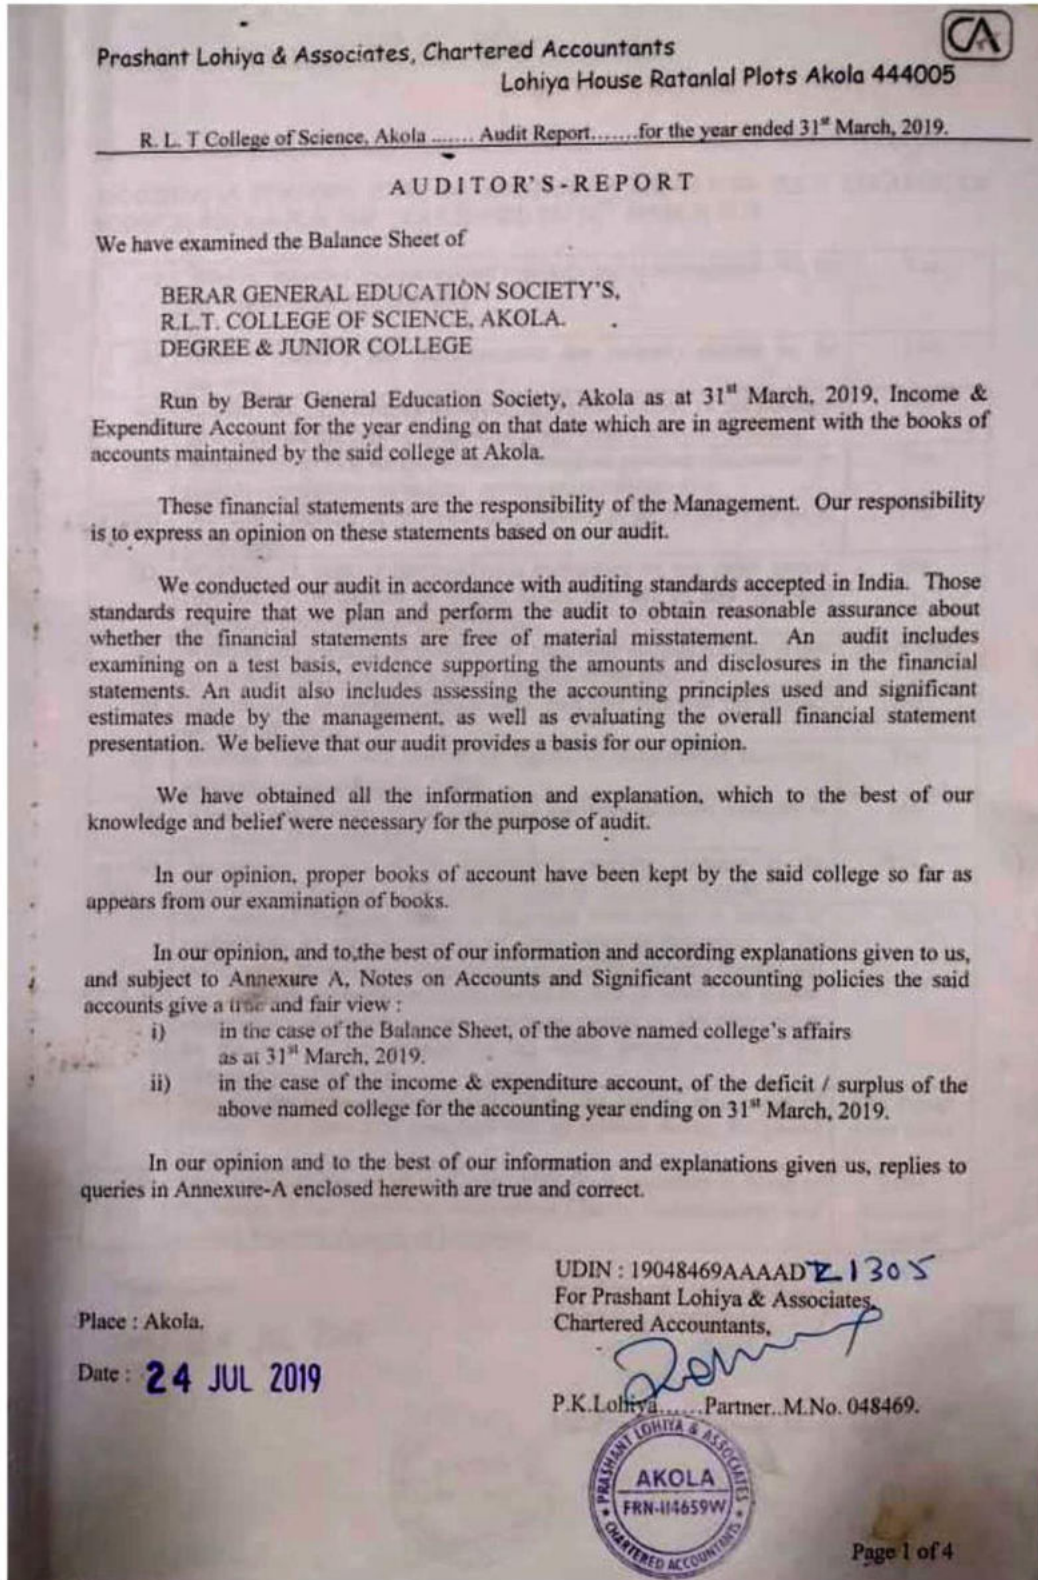 CA
Prashant Lohiya & Associates, Chartered Accountants
Lohiya House Ratanlal Plots Akola 444005
R. L. T College of Science, Akola ....... Audit Report.......for the year ended 31st March, 2019.
AUDITOR'S-REPORT
We have examined the Balance Sheet of
BERAR GENERAL EDUCATION SOCIETY'S,
R.L.T. COLLEGE OF SCIENCE, AKOLA.
DEGREE & JUNIOR COLLEGE
Run by Berar General Education Society, Akola as at 31st March, 2019, Income &
Expenditure Account for the year ending on that date which are in agreement with the books of
accounts maintained by the said college at Akola.
These financial statements are the responsibility of the Management. Our responsibility
is to express an opinion on these statements based on our audit.
We conducted our audit in accordance with auditing standards accepted in India. Those
standards require that we plan and perform the audit to obtain reasonable assurance about
whether the financial statements are free of material misstatement. An audit includes
examining on a test basis, evidence supporting the amounts and disclosures in the financial
statements. An audit also includes assessing the accounting principles used and significant
estimates made by the management, as well as evaluating the overall financial statement
presentation. We believe that our audit provides a basis for our opinion.
We have obtained all the information and explanation, which to the best of our
knowledge and belief were necessary for the purpose of audit.
In our opinion, proper books of account have been kept by the said college so far as
appears from our examination of books.
In our opinion, and to the best of our information and according explanations given to us,
and subject to Annexure A, Notes on Accounts and Significant accounting policies the said
accounts give a true and fair view :
i) in the case of the Balance Sheet, of the above named college's affairs
as at 31st March, 2019.
ii) in the case of the income & expenditure account, of the deficit / surplus of the
above named college for the accounting year ending on 31st March, 2019.
In our opinion and to the best of our information and explanations given us, replies to
queries in Annexure-A enclosed herewith are true and correct.
UDIN : 19048469AAAADZ1305
For Prashant Lohiya & Associates,
Place : Akola.
Chartered Accountants,
Date : 24 JUL 2019
P.K.Lohiya......Partner..M.No. 048469.
PRASHANT LOHIYA & ASSOCIATES
AKOLA
FRN-114659W
CHARTERED ACCOUNTANTS
Page 1 of 4